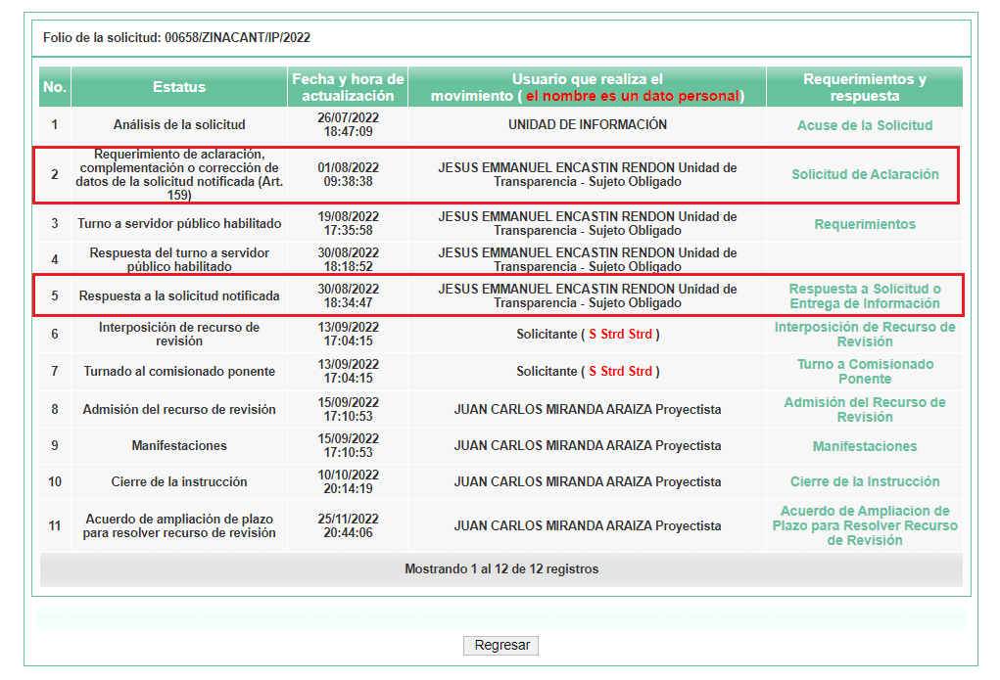 Folio de la solicitud: 00658/ZINACANT/IP/2022
No. Estatus Fecha y hora de actualización Usuario que realiza el movimiento ( el nombre es un dato personal) Requerimientos y respuesta
1 Análisis de la solicitud 26/07/2022 18:47:09 UNIDAD DE INFORMACIÓN Acuse de la Solicitud
2 Requerimiento de aclaración, complementación o corrección de datos de la solicitud notificada (Art. 159) 01/08/2022 09:38:38 JESUS EMMANUEL ENCASTIN RENDON Unidad de Transparencia - Sujeto Obligado Solicitud de Aclaración
3 Turno a servidor público habilitado 19/08/2022 17:35:58 JESUS EMMANUEL ENCASTIN RENDON Unidad de Transparencia - Sujeto Obligado Requerimientos
4 Respuesta del turno a servidor público habilitado 30/08/2022 18:18:52 JESUS EMMANUEL ENCASTIN RENDON Unidad de Transparencia - Sujeto Obligado
5 Respuesta a la solicitud notificada 30/08/2022 18:34:47 JESUS EMMANUEL ENCASTIN RENDON Unidad de Transparencia - Sujeto Obligado Respuesta a Solicitud o Entrega de Información
6 Interposición de recurso de revisión 13/09/2022 17:04:15 Solicitante ( S Strd Strd ) Interposición de Recurso de Revisión
7 Turnado al comisionado ponente 13/09/2022 17:04:15 Solicitante ( S Strd Strd ) Turno a Comisionado Ponente
8 Admisión del recurso de revisión 15/09/2022 17:10:53 JUAN CARLOS MIRANDA ARAIZA Proyectista Admisión del Recurso de Revisión
9 Manifestaciones 15/09/2022 17:10:53 JUAN CARLOS MIRANDA ARAIZA Proyectista Manifestaciones
10 Cierre de la instrucción 10/10/2022 20:14:19 JUAN CARLOS MIRANDA ARAIZA Proyectista Cierre de la Instrucción
11 Acuerdo de ampliación de plazo para resolver recurso de revisión 25/11/2022 20:44:06 JUAN CARLOS MIRANDA ARAIZA Proyectista Acuerdo de Ampliacion de Plazo para Resolver Recurso de Revisión
Mostrando 1 al 12 de 12 registros
Regresar